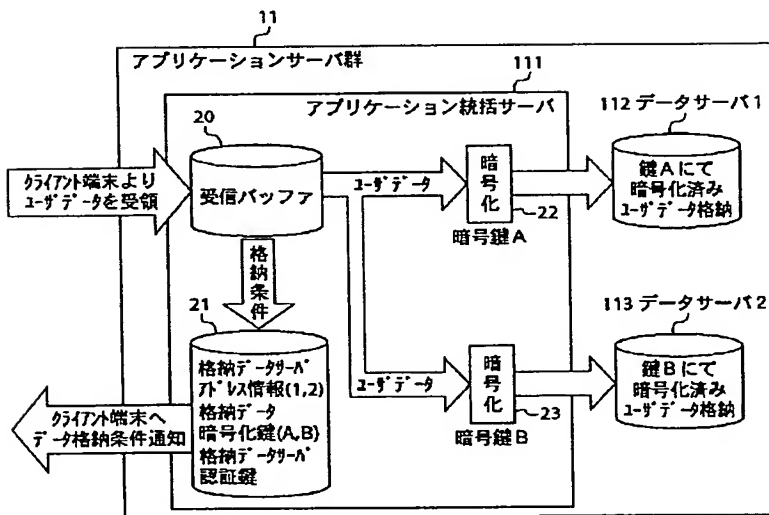 11
アプリケーションサーバ群
111
アプリケーション統括サーバ
20
受信バッファ
クライアント端末より
ユーザデータを受領
ユーザデータ
暗号化
22
暗号鍵A
112 データサーバ1
鍵Aにて
暗号化済み
ユーザデータ格納
格納条件
21
格納データサーバ
アドレス情報(1,2)
格納データ
暗号化鍵(A,B)
格納データサーバ
認証鍵
クライアント端末へ
データ格納条件通知
ユーザデータ
暗号化
23
暗号鍵B
113 データサーバ2
鍵Bにて
暗号化済み
ユーザデータ格納